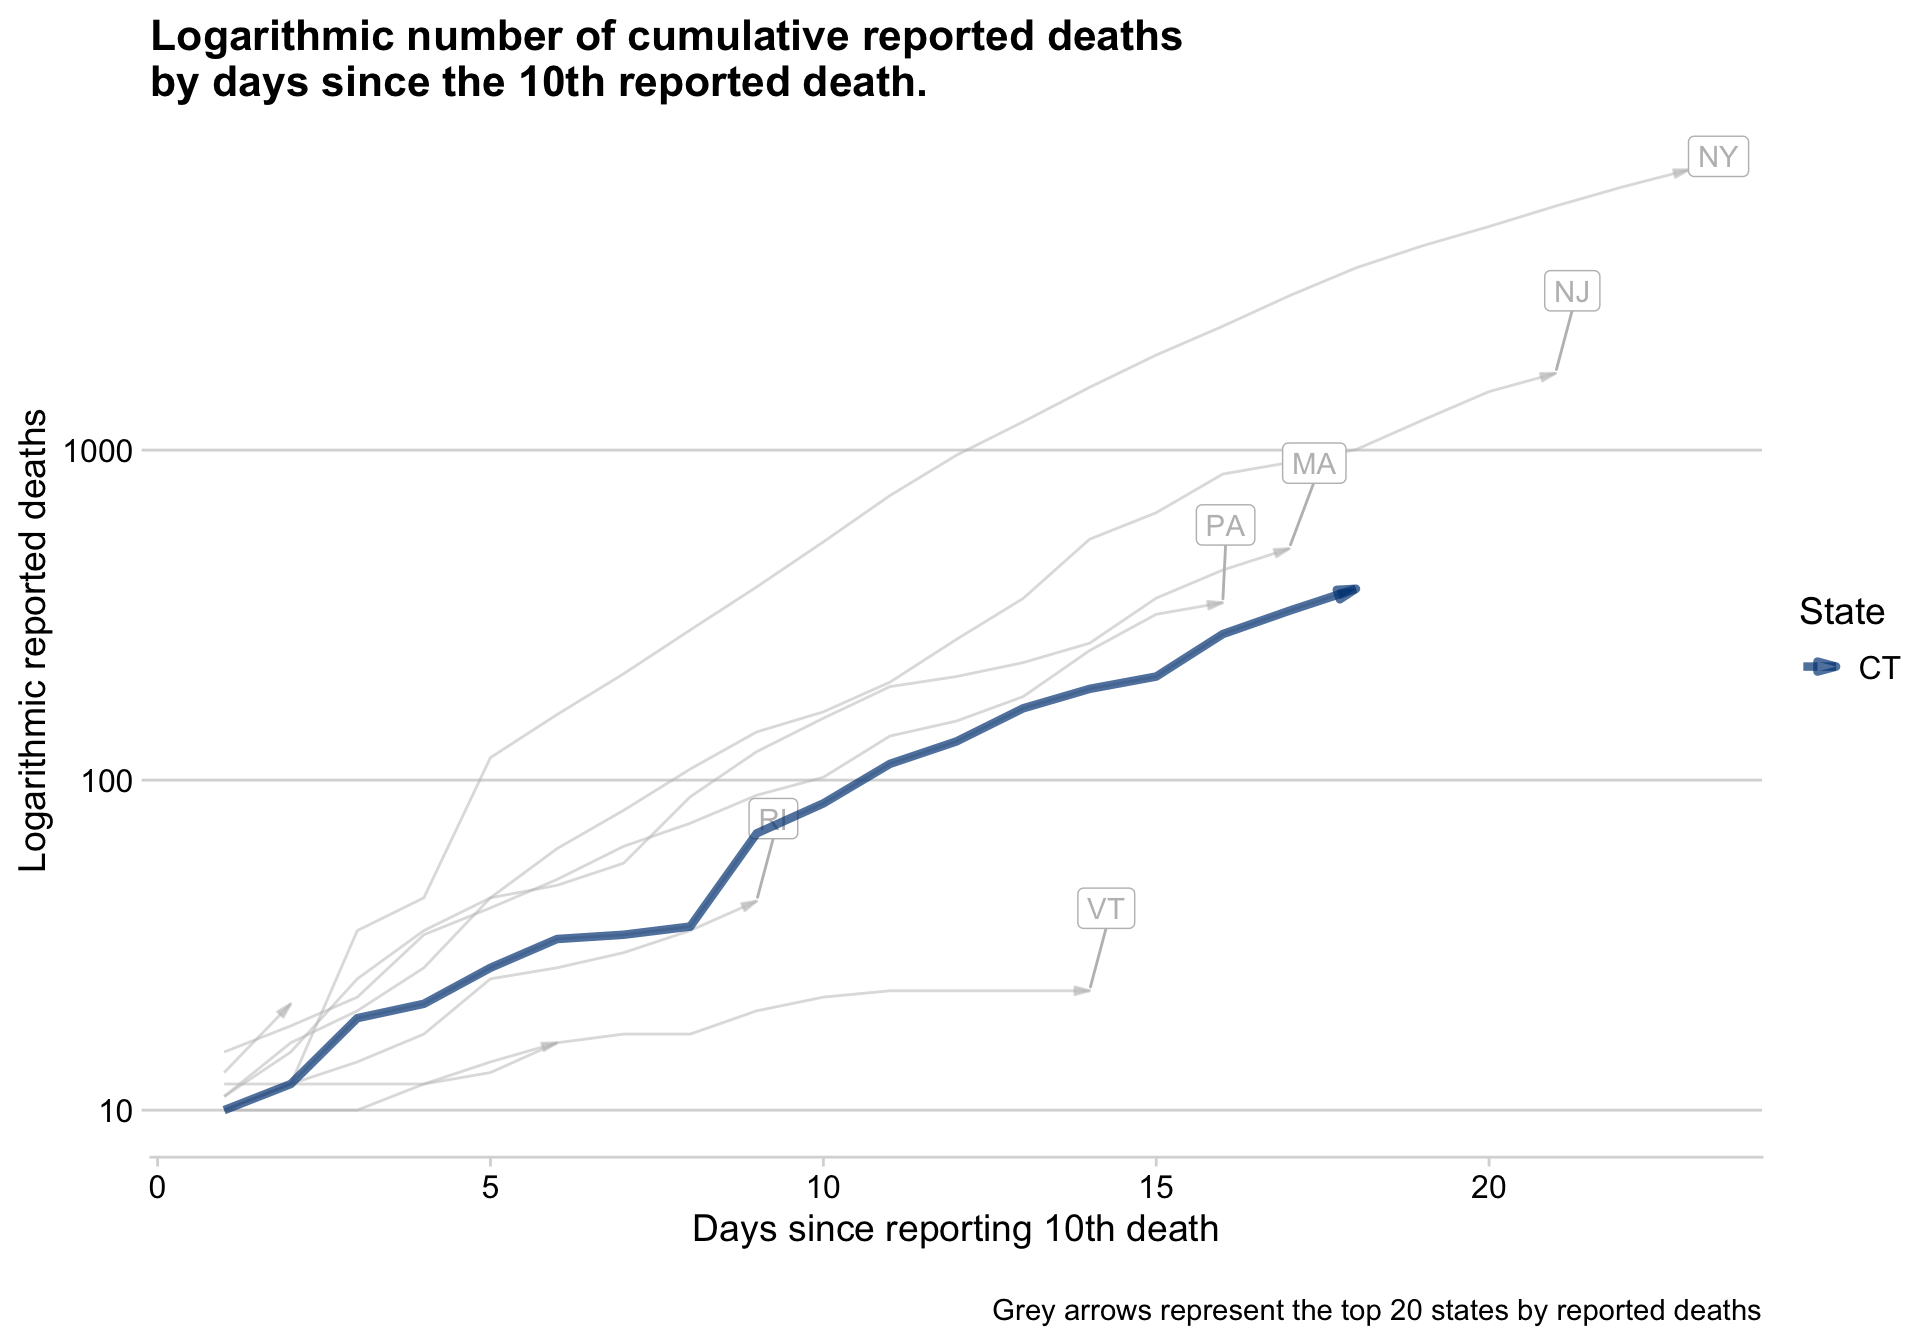 Logarithmic number of cumulative reported deaths
by days since the 10th reported death.
NY
NJ
1000
MA
PA
Logarithmic reported deaths
State
CT
100
RI
VT
10
0 5 10 15 20
Days since reporting 10th death
Grey arrows represent the top 20 states by reported deaths